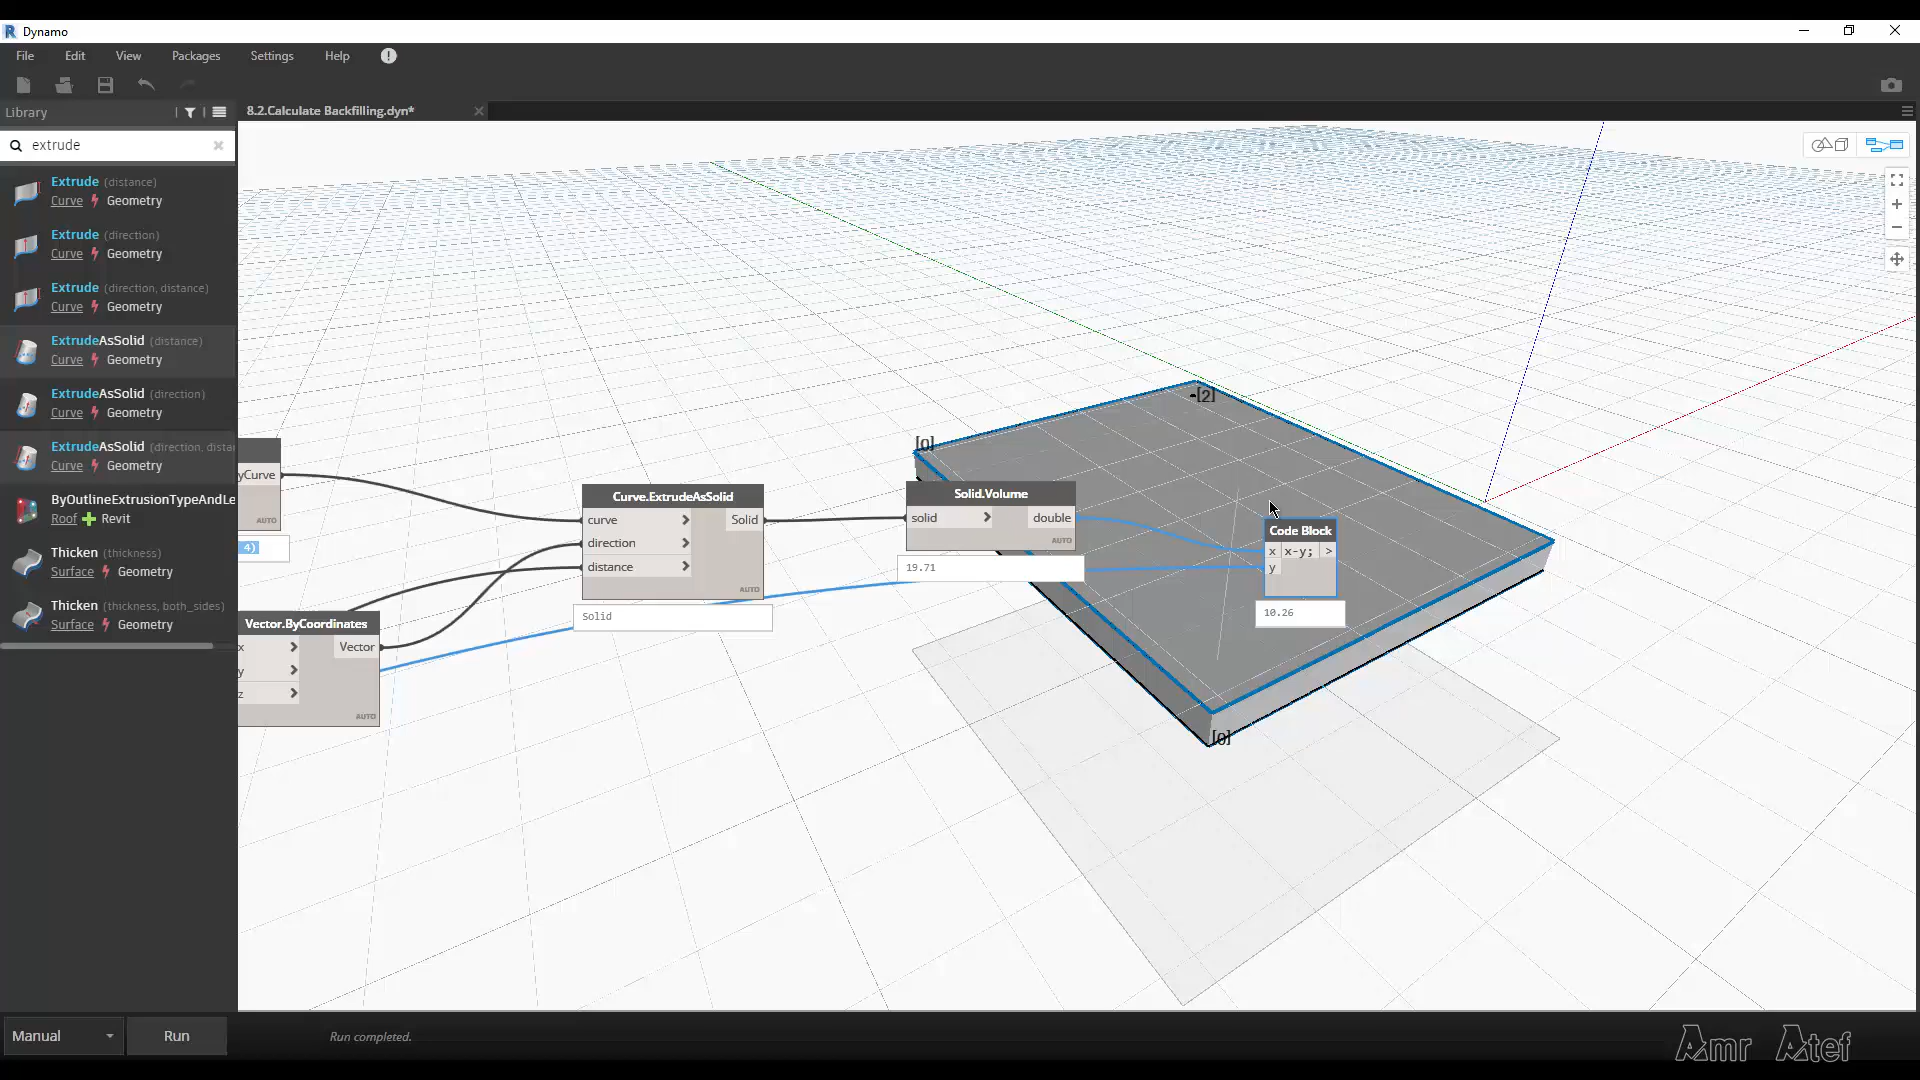 Dynamo
File Edit View Packages Settings Help
Library
8.2.Calculate Backfilling.dyn*
extrude
Extrude (distance)
Curve Geometry
Extrude (direction)
Curve Geometry
Extrude (direction, distance)
Curve Geometry
ExtrudeAsSolid (distance)
Curve Geometry
ExtrudeAsSolid (direction)
Curve Geometry
ExtrudeAsSolid (direction, distan
Curve Geometry
ByOutlineExtrusionTypeAndLe
Roof Revit
Thicken (thickness)
Surface Geometry
Thicken (thickness, both_sides)
Surface Geometry
yCurve
AUTO
4)
Vector.ByCoordinates
x Vector
y
z
AUTO
Curve.ExtrudeAsSolid
curve > Solid
direction >
distance >
AUTO
Solid
Solid.Volume
solid > double
AUTO
19.71
Code Block
x x-y; >
y
10.26
[2]
[0]
[0]
Manual
Run
Run completed.
Amr Atef